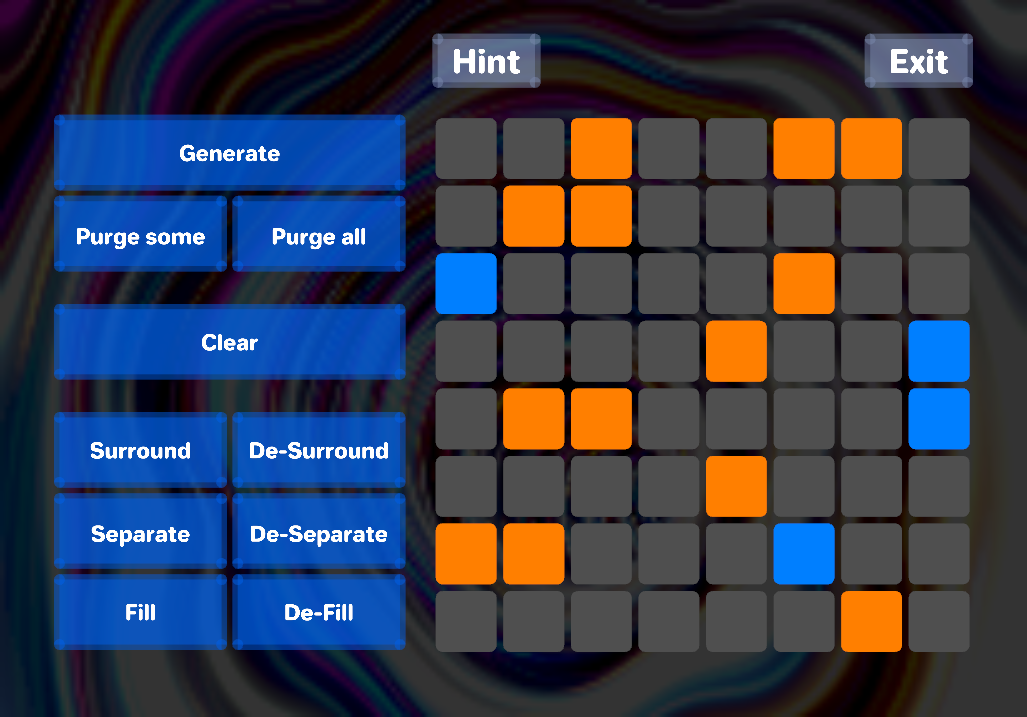 Hint
Exit
Generate
Purge some
Purge all
Clear
Surround
De-Surround
Separate
De-Separate
Fill
De-Fill